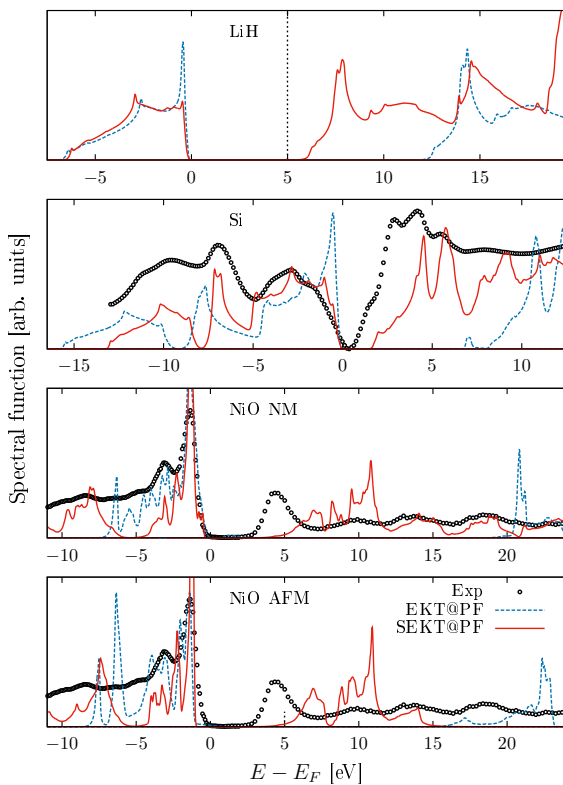 LiH
−5 0 5 10 15
Si
−15 −10 −5 0 5 10
NiO NM
−10 −5 0 5 10 15 20
NiO AFM
Exp
EKT@PF
SEKT@PF
−10 −5 0 5 10 15 20
E − E_F [eV]
Spectral function [arb. units]